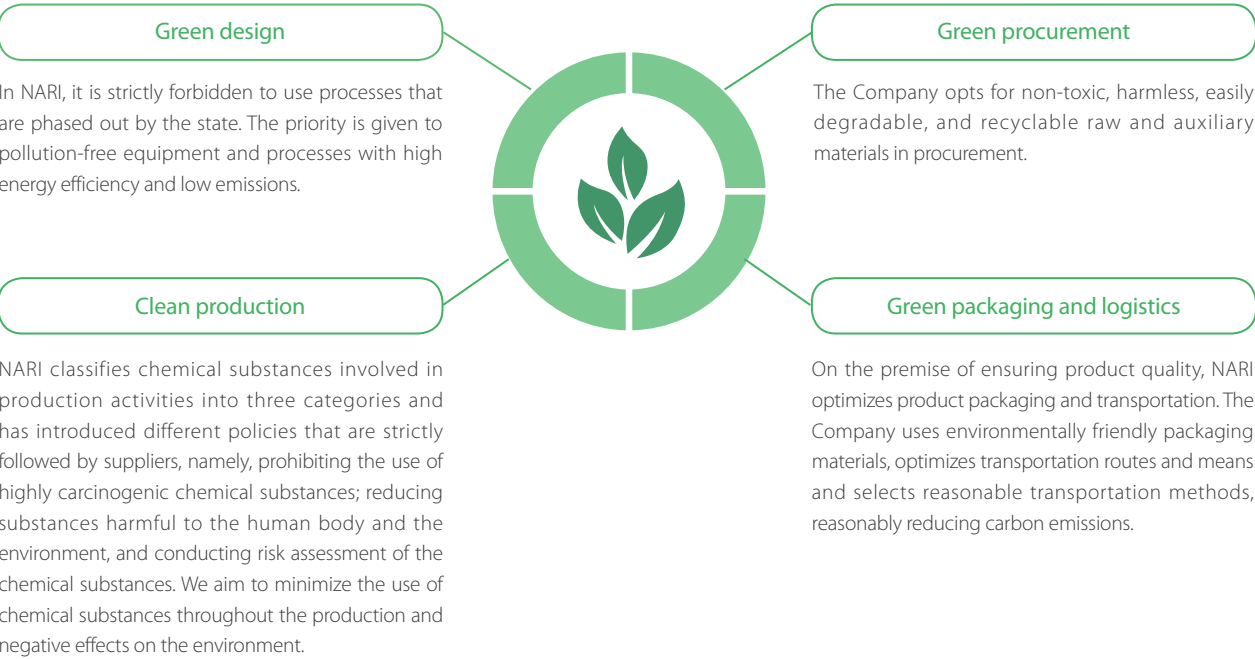 Green design
In NARI, it is strictly forbidden to use processes that
are phased out by the state. The priority is given to
pollution-free equipment and processes with high
energy efficiency and low emissions.
Green procurement
The Company opts for non-toxic, harmless, easily
degradable, and recyclable raw and auxiliary
materials in procurement.
Clean production
NARI classifies chemical substances involved in
production activities into three categories and
has introduced different policies that are strictly
followed by suppliers, namely, prohibiting the use of
highly carcinogenic chemical substances; reducing
substances harmful to the human body and the
environment, and conducting risk assessment of the
chemical substances. We aim to minimize the use of
chemical substances throughout the production and
negative effects on the environment.
Green packaging and logistics
On the premise of ensuring product quality, NARI
optimizes product packaging and transportation. The
Company uses environmentally friendly packaging
materials, optimizes transportation routes and means
and selects reasonable transportation methods,
reasonably reducing carbon emissions.